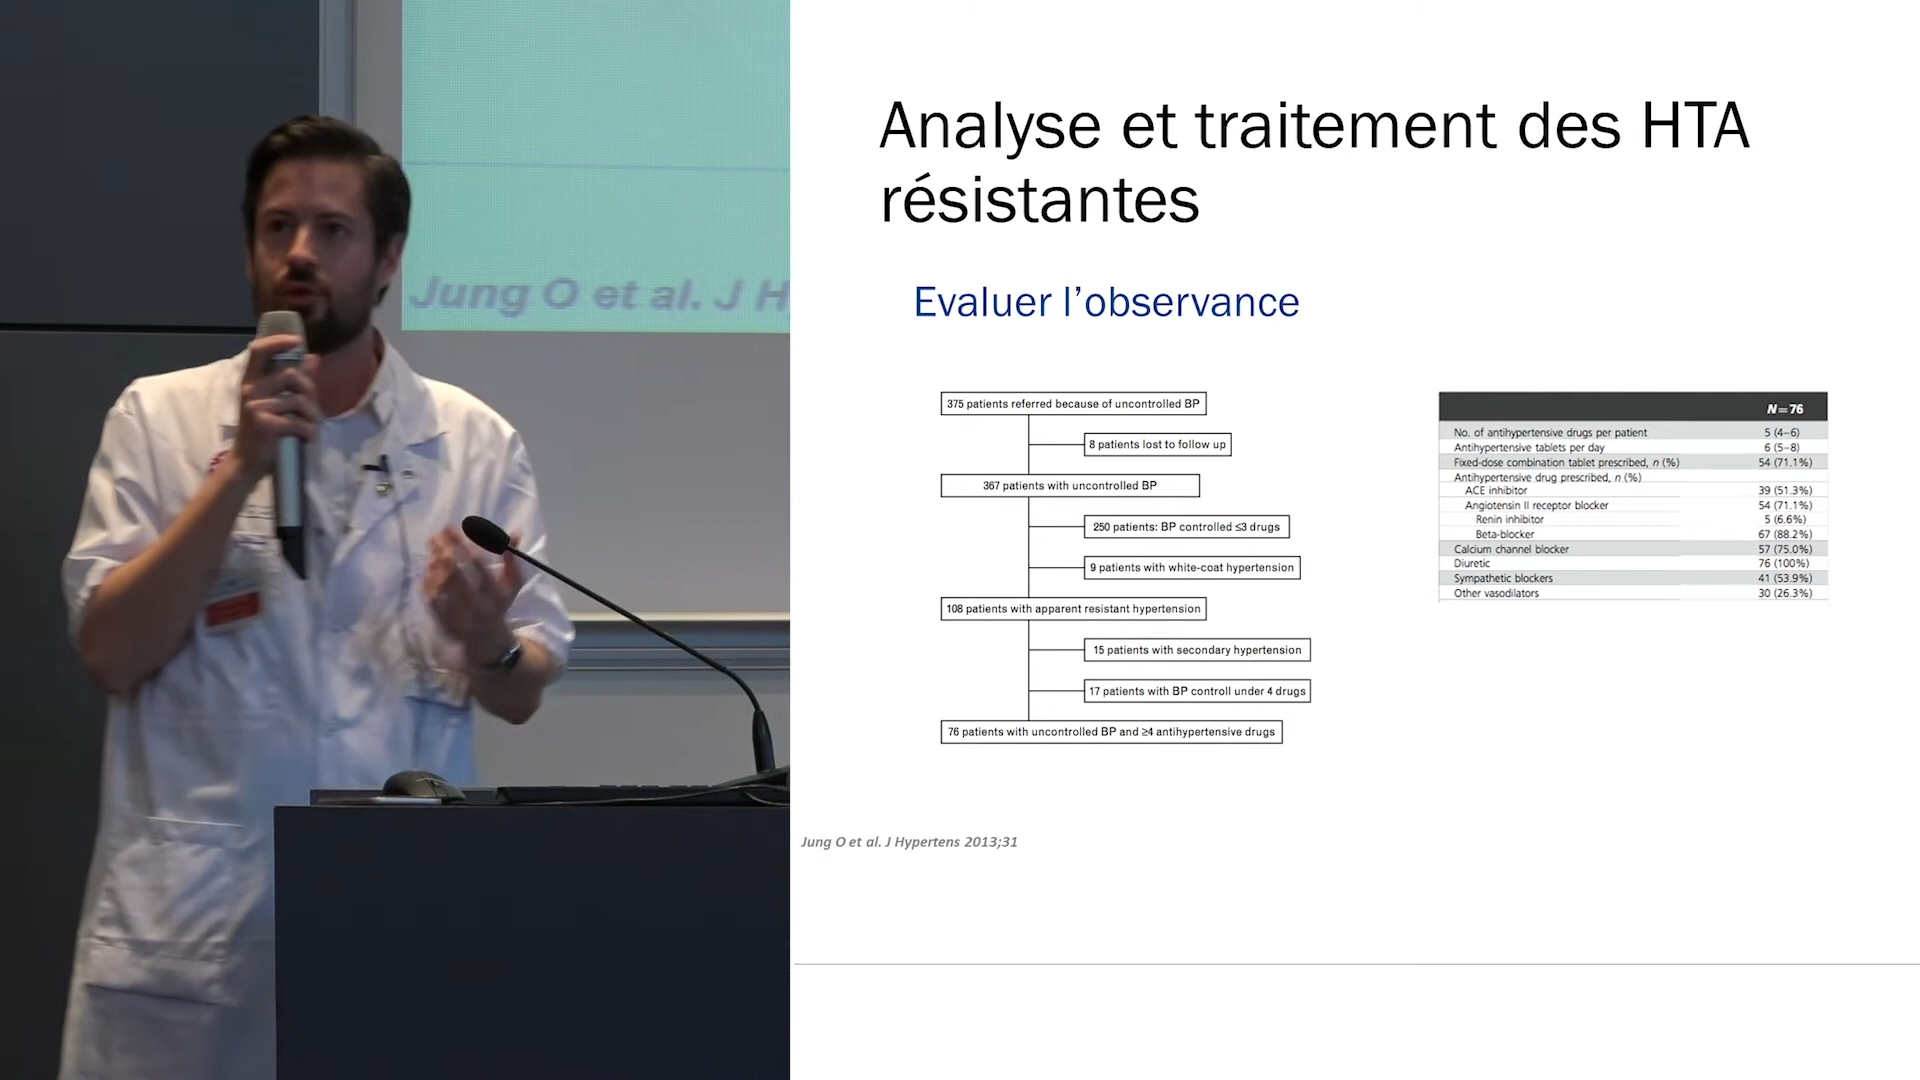 Jung O et al. J H
Analyse et traitement des HTA
résistantes
Evaluer l'observance
375 patients referred because of uncontrolled BP
8 patients lost to follow up
367 patients with uncontrolled BP
250 patients: BP controlled ≤3 drugs
9 patients with white-coat hypertension
108 patients with apparent resistant hypertension
15 patients with secondary hypertension
17 patients with BP controll under 4 drugs
76 patients with uncontrolled BP and ≥4 antihypertensive drugs
N=76
No. of antihypertensive drugs per patient 5 (4–6)
Antihypertensive tablets per day 6 (5–8)
Fixed-dose combination tablet prescribed, n (%) 54 (71.1%)
Antihypertensive drug prescribed, n (%)
ACE inhibitor 39 (51.3%)
Angiotensin II receptor blocker 54 (71.1%)
Renin inhibitor 5 (6.6%)
Beta-blocker 67 (88.2%)
Calcium channel blocker 57 (75.0%)
Diuretic 76 (100%)
Sympathetic blockers 41 (53.9%)
Other vasodilators 30 (26.3%)
Jung O et al. J Hypertens 2013;31